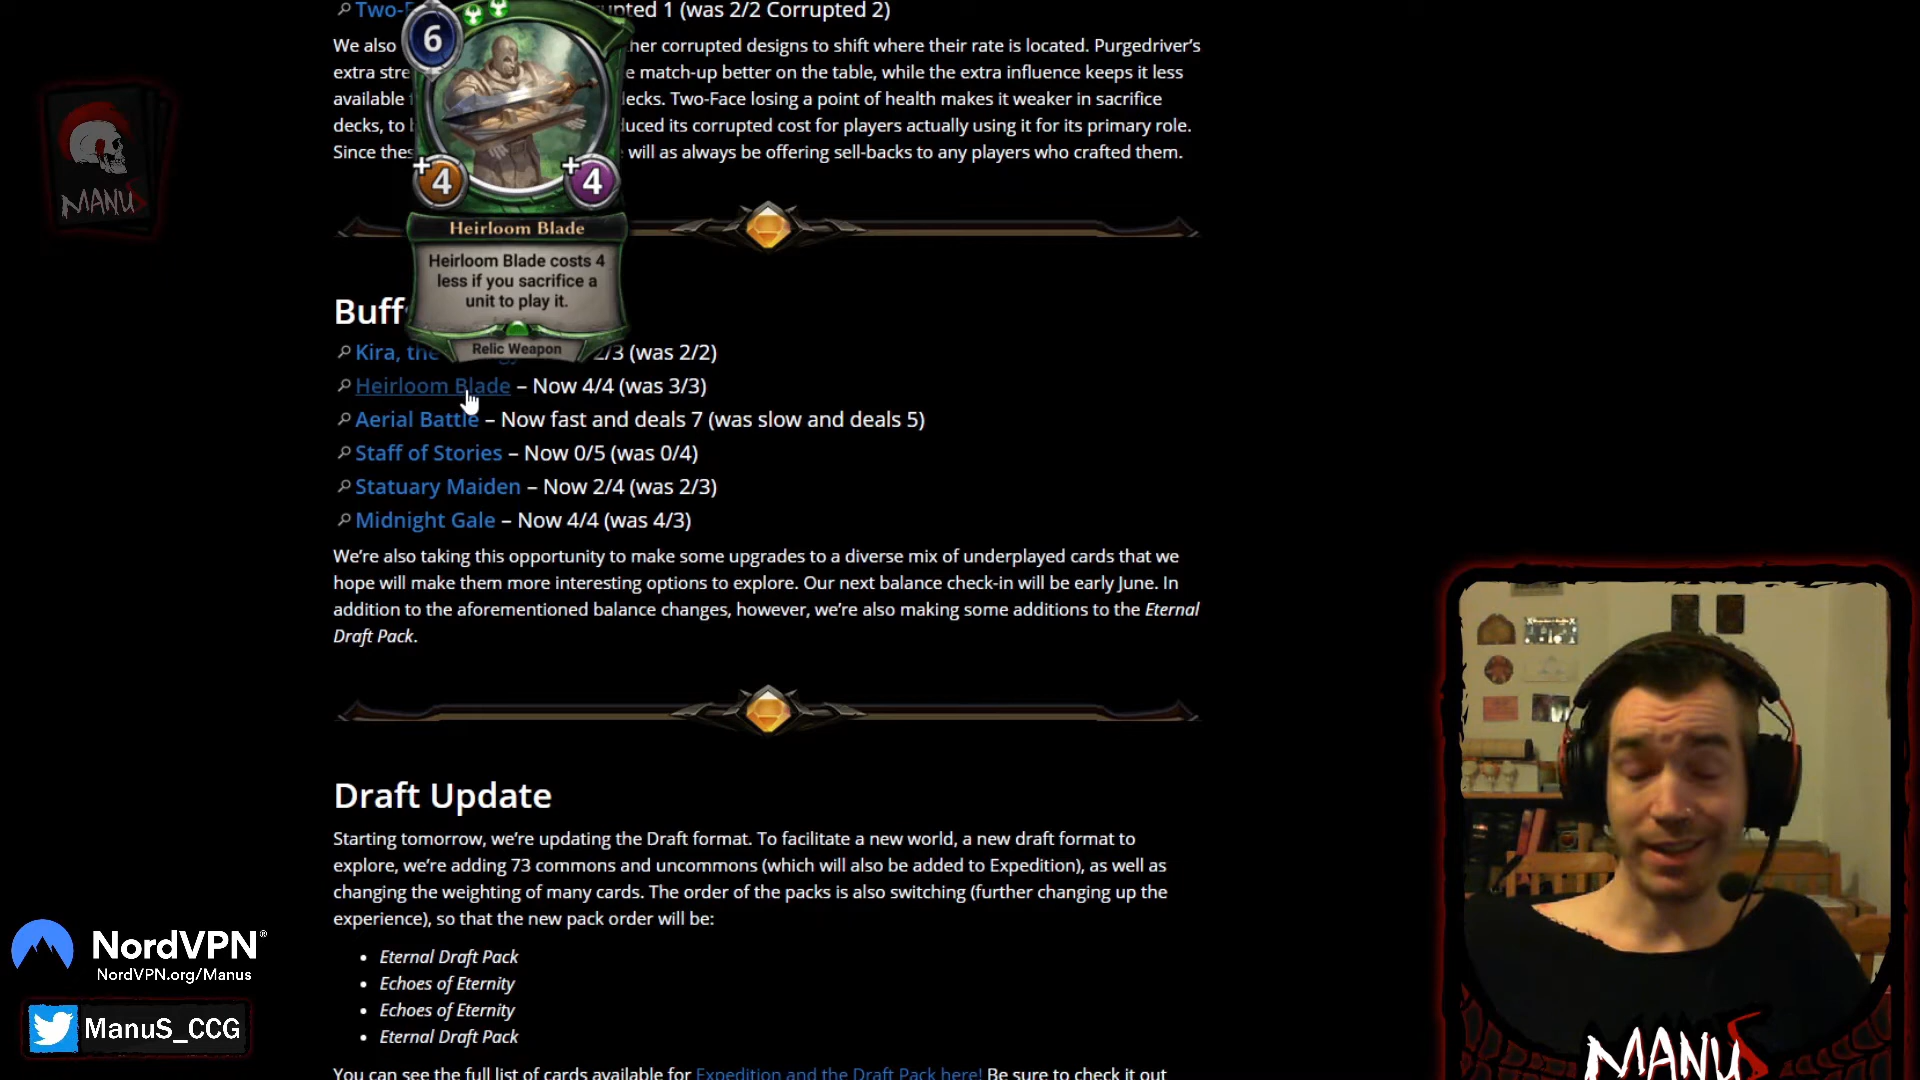 Two-F
pted 1 (was 2/2 Corrupted 2)
We also
her corrupted designs to shift where their rate is located. Purgedriver's
extra stre
e match-up better on the table, while the extra influence keeps it less
available
decks. Two-Face losing a point of health makes it weaker in sacrifice
decks, to
duced its corrupted cost for players actually using it for its primary role.
Since thes
will as always be offering sell-backs to any players who crafted them.
6
+4
+4
Heirloom Blade
Heirloom Blade costs 4
less if you sacrifice a
unit to play it.
Relic Weapon
Buff
Kira, the
2/3 (was 2/2)
Heirloom Blade – Now 4/4 (was 3/3)
Aerial Battle – Now fast and deals 7 (was slow and deals 5)
Staff of Stories – Now 0/5 (was 0/4)
Statuary Maiden – Now 2/4 (was 2/3)
Midnight Gale – Now 4/4 (was 4/3)
We're also taking this opportunity to make some upgrades to a diverse mix of underplayed cards that we
hope will make them more interesting options to explore. Our next balance check-in will be early June. In
addition to the aforementioned balance changes, however, we're also making some additions to the Eternal
Draft Pack.
Draft Update
Starting tomorrow, we're updating the Draft format. To facilitate a new world, a new draft format to
explore, we're adding 73 commons and uncommons (which will also be added to Expedition), as well as
changing the weighting of many cards. The order of the packs is also switching (further changing up the
experience), so that the new pack order will be:
• Eternal Draft Pack
• Echoes of Eternity
• Echoes of Eternity
• Eternal Draft Pack
You can see the full list of cards available for Expedition and the Draft Pack here! Be sure to check it out
MANUS
NordVPN®
NordVPN.org/Manus
ManuS_CCG
MANUS